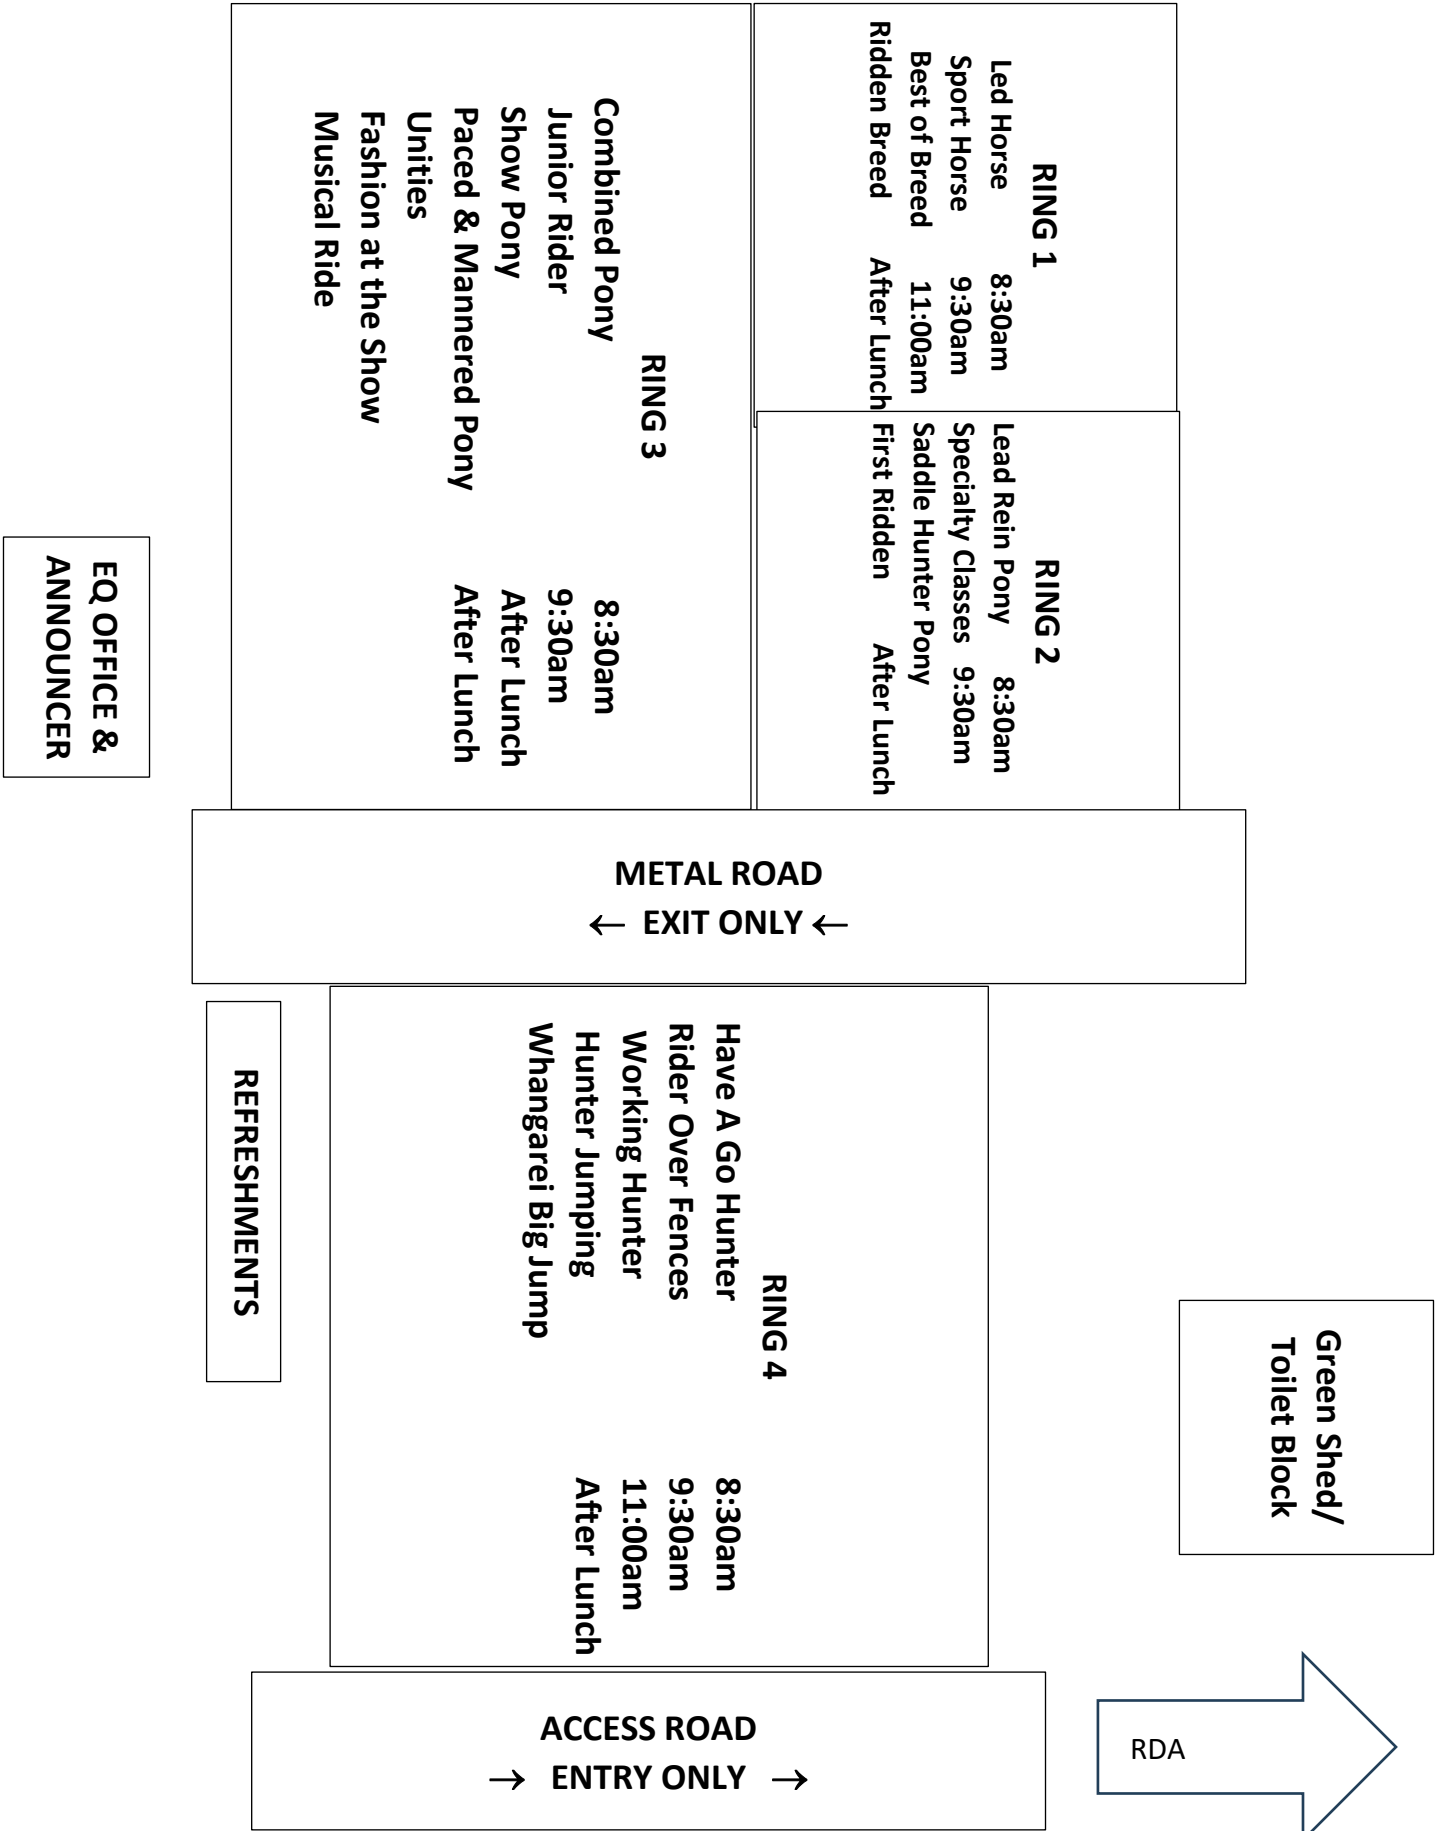 RING 1
Led Horse 8:30am
Sport Horse 9:30am
Best of Breed 11:00am
Ridden Breed After Lunch
RING 2
Lead Rein Pony 8:30am
Specialty Classes 9:30am
Saddle Hunter Pony
First Ridden After Lunch
RING 3
Combined Pony 8:30am
Junior Rider 9:30am
Show Pony After Lunch
Paced & Mannered Pony After Lunch
Unities
Fashion at the Show
Musical Ride
EQ OFFICE &
ANNOUNCER
METAL ROAD
← EXIT ONLY ←
RING 4
Have A Go Hunter 8:30am
Rider Over Fences 9:30am
Working Hunter 11:00am
Hunter Jumping After Lunch
Whangarei Big Jump
REFRESHMENTS
Green Shed/
Toilet Block
ACCESS ROAD
→ ENTRY ONLY →
RDA